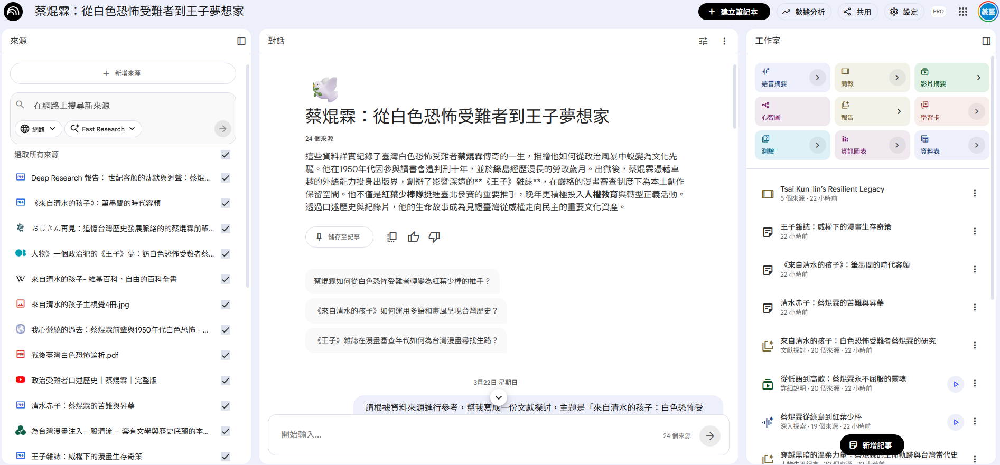 蔡焜霖：從白色恐怖受難者到王子夢想家
建立筆記本
數據分析
共用
設定
PRO
義臺
來源
新增來源
在網路上搜尋新來源
網路
Fast Research
選取所有來源
Deep Research 報告： 世紀容顏的沈默與迴聲：蔡焜...
《來自清水的孩子》：筆墨間的時代容顏
おじさん再見：追憶台灣歷史發展脈絡的的蔡焜霖前輩...
人物》一個政治犯的《王子》夢：訪白色恐怖受難者蔡...
來自清水的孩子- 維基百科，自由的百科全書
來自清水的孩子主視覺4冊.jpg
我心縈繞的過去：蔡焜霖前輩與1950年代白色恐怖 - ...
戰後臺灣白色恐怖論析.pdf
政治受難者口述歷史｜蔡焜霖｜完整版
清水赤子：蔡焜霖的苦難與昇華
為台灣漫畫注入一股清流 一套有文學與歷史底蘊的本...
王子雜誌：威權下的漫畫生存奇策
對話
蔡焜霖：從白色恐怖受難者到王子夢想家
24 個來源
這些資料詳實紀錄了臺灣白色恐怖受難者蔡焜霖傳奇的一生，描繪他如何從政治風暴中蛻變為文化先
驅。他在1950年代因參與讀書會遭判刑十年，並於綠島經歷漫長的勞改歲月。出獄後，蔡焜霖憑藉卓
越的外語能力投身出版界，創辦了影響深遠的**《王子》雜誌**，在嚴格的漫畫審查制度下為本土創作
保留空間。他不僅是紅葉少棒隊挺進臺北參賽的重要推手，晚年更積極投入人權教育與轉型正義活動。
透過口述歷史與紀錄片，他的生命故事成為見證臺灣從威權走向民主的重要文化資產。
儲存至記事
蔡焜霖如何從白色恐怖受難者轉變為紅葉少棒的推手？
《來自清水的孩子》如何運用多語和畫風呈現台灣歷史？
《王子》雜誌在漫畫審查年代如何為台灣漫畫尋找生路？
3月22日 星期日
請根據資料來源進行參考，幫我寫成一份文獻探討，主題是「來自清水的孩子：白色恐怖受
開始輸入...
24 個來源
工作室
語音摘要
簡報
影片摘要
心智圖
報告
學習卡
測驗
資訊圖表
資料表
Tsai Kun-lin's Resilient Legacy
5 個來源 · 22 小時前
王子雜誌：威權下的漫畫生存奇策
22 小時前
《來自清水的孩子》：筆墨間的時代容顏
22 小時前
清水赤子：蔡焜霖的苦難與昇華
22 小時前
來自清水的孩子：白色恐怖受難者蔡焜霖的研究
文獻探討 · 20 個來源 · 22 小時前
從低語到高歌：蔡焜霖永不屈服的靈魂
詳細說明 · 20 個來源 · 22 小時前
蔡焜霖從綠島到紅葉少棒
深入探索 · 19 個來源 · 22 小時前
新增記事
穿越黑暗的溫柔力量：蔡焜霖的生命軌跡與台灣當代史